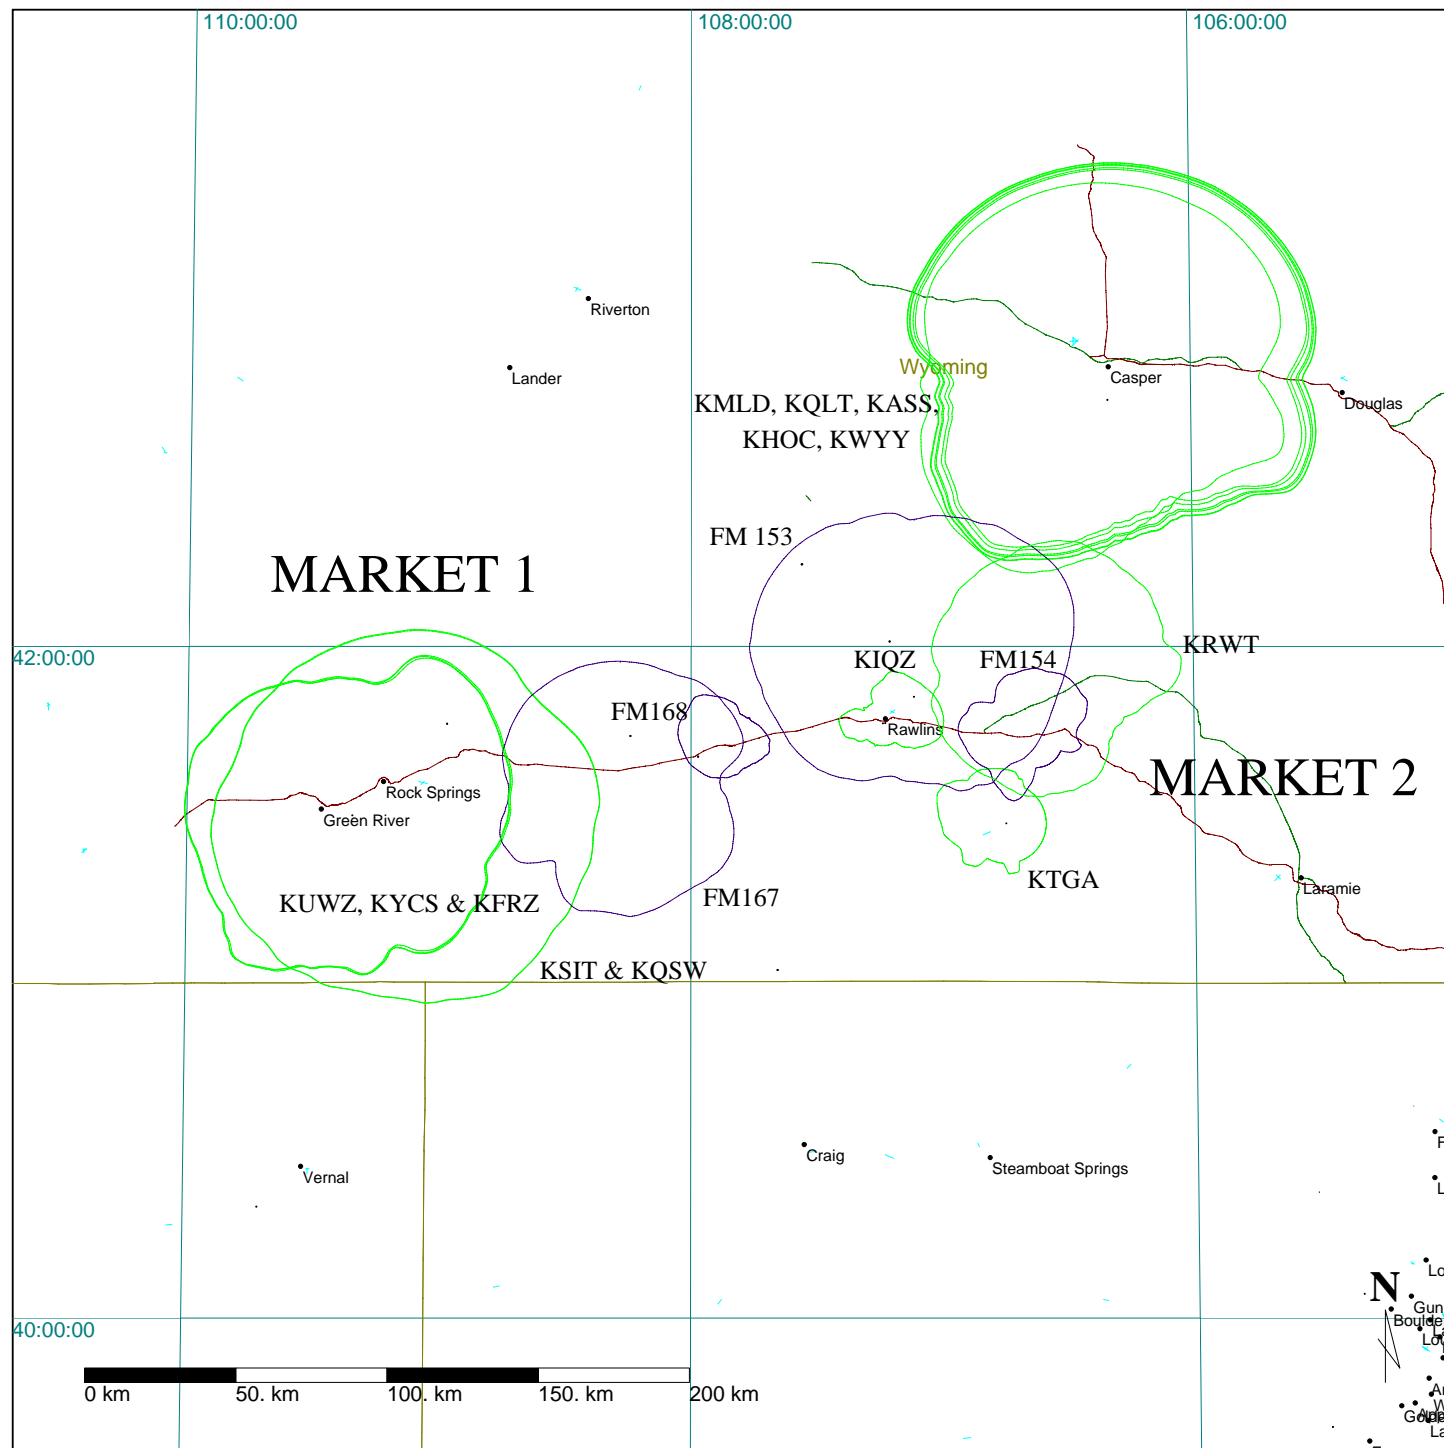 110:00:00
108:00:00
106:00:00
Riverton
Lander
Wyoming
Casper
Douglas
KMLD, KQLT, KASS,
KHOC, KWYY
FM 153
MARKET 1
42:00:00
KIQZ
FM154
KRWT
FM168
Rawlins
MARKET 2
Rock Springs
Green River
KTGA
Laramie
KUWZ, KYCS & KFRZ
FM167
KSIT & KQSW
Craig
Steamboat Springs
Vernal
N
40:00:00
0 km
50. km
100. km
150. km
200 km